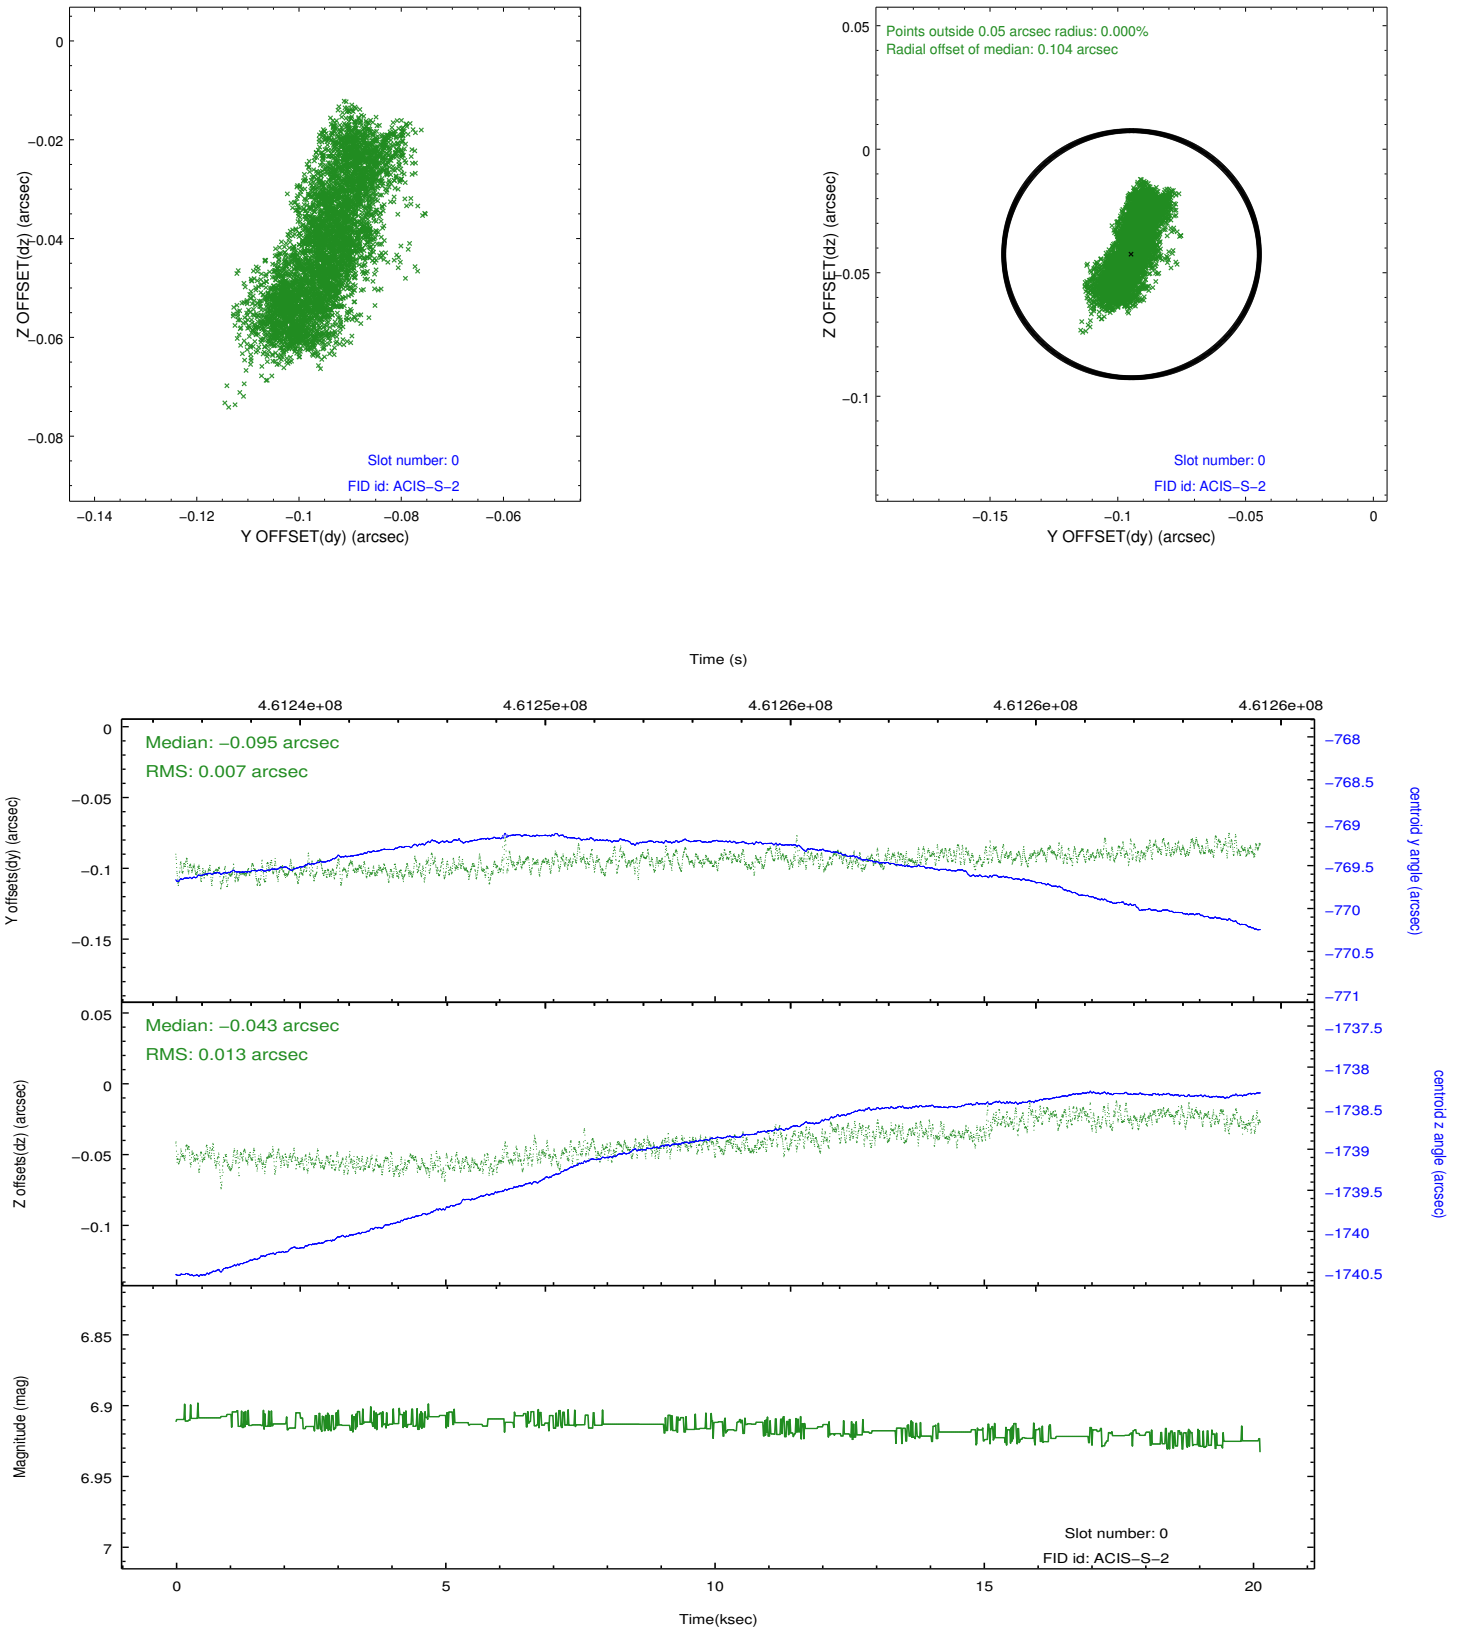 0
−0.02
−0.04
−0.06
−0.08
Z OFFSET(dz) (arcsec)
Slot number: 0
FID id: ACIS−S−2
−0.14
−0.12
−0.1
−0.08
−0.06
Y OFFSET(dy) (arcsec)
Points outside 0.05 arcsec radius: 0.000%
Radial offset of median: 0.104 arcsec
0.05
0
−0.05
−0.1
Z OFFSET(dz) (arcsec)
Slot number: 0
FID id: ACIS−S−2
−0.15
−0.1
−0.05
0
Y OFFSET(dy) (arcsec)
Time (s)
4.6124e+08
4.6125e+08
4.6126e+08
4.6126e+08
4.6126e+08
Median: −0.095 arcsec
RMS: 0.007 arcsec
0
−0.05
−0.1
−0.15
Y offsets(dy) (arcsec)
−768
−768.5
−769
−769.5
−770
−770.5
−771
centroid y angle (arcsec)
Median: −0.043 arcsec
RMS: 0.013 arcsec
0.05
0
−0.05
−0.1
Z offsets(dz) (arcsec)
−1737.5
−1738
−1738.5
−1739
−1739.5
−1740
−1740.5
centroid z angle (arcsec)
6.85
6.9
6.95
7
Magnitude (mag)
Slot number: 0
FID id: ACIS−S−2
0
5
10
15
20
Time(ksec)